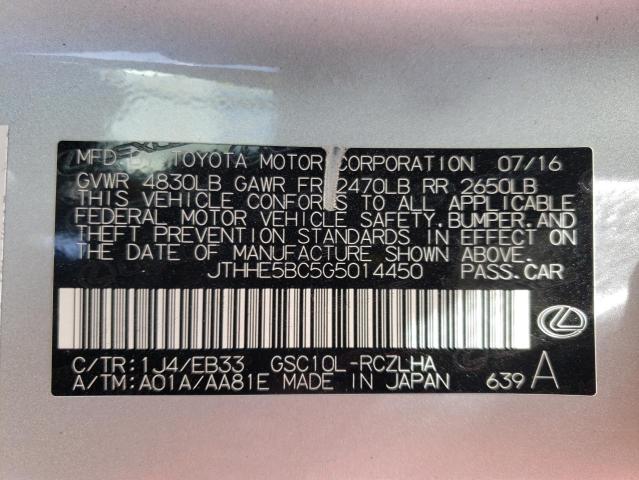 MFD BY TOYOTA MOTOR CORPORATION 07/16
GVWR 4830LB GAWR FR 2470LB RR 2650LB
THIS VEHICLE CONFORMS TO ALL APPLICABLE
FEDERAL MOTOR VEHICLE SAFETY, BUMPER, AND
THEFT PREVENTION STANDARDS IN EFFECT ON
THE DATE OF MANUFACTURE SHOWN ABOVE.
JTHHE5BC5G5014450 PASS.CAR
C/TR:1J4/EB33 GSC10L-RCZLHA
A/TM:A01A/AA81E MADE IN JAPAN 639 A